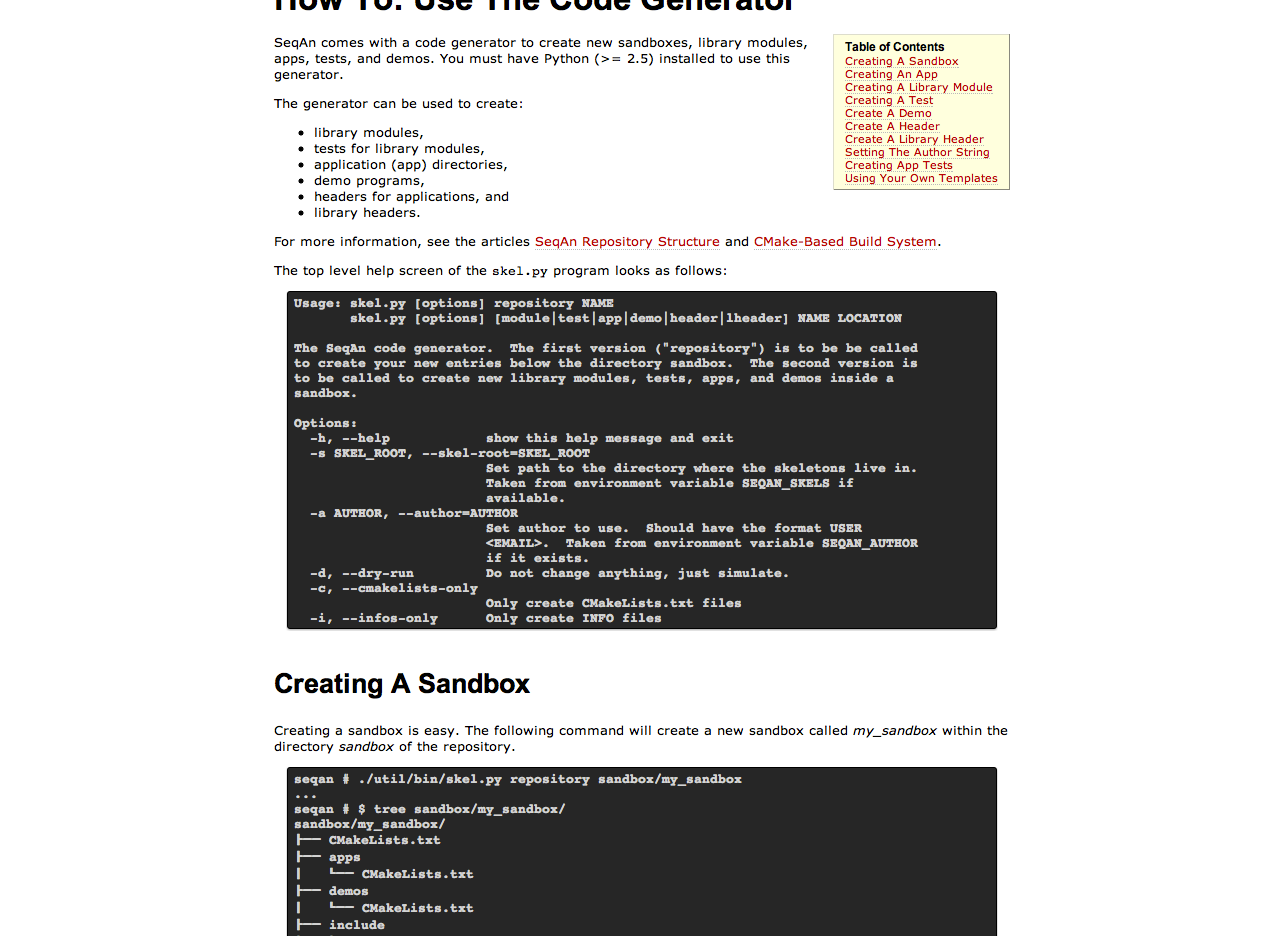 How To: Use The Code Generator
SeqAn comes with a code generator to create new sandboxes, library modules,
apps, tests, and demos. You must have Python (>= 2.5) installed to use this
generator.
Table of Contents
Creating A Sandbox
Creating An App
Creating A Library Module
Creating A Test
Create A Demo
Create A Header
Create A Library Header
Setting The Author String
Creating App Tests
Using Your Own Templates
The generator can be used to create:
• library modules,
• tests for library modules,
• application (app) directories,
• demo programs,
• headers for applications, and
• library headers.
For more information, see the articles SeqAn Repository Structure and CMake-Based Build System.
The top level help screen of the skel.py program looks as follows:
Usage: skel.py [options] repository NAME
       skel.py [options] [module|test|app|demo|header|lheader] NAME LOCATION
The SeqAn code generator.  The first version ("repository") is to be be called
to create your new entries below the directory sandbox.  The second version is
to be called to create new library modules, tests, apps, and demos inside a
sandbox.
Options:
  -h, --help            show this help message and exit
  -s SKEL_ROOT, --skel-root=SKEL_ROOT
                        Set path to the directory where the skeletons live in.
                        Taken from environment variable SEQAN_SKELS if
                        available.
  -a AUTHOR, --author=AUTHOR
                        Set author to use.  Should have the format USER
                        <EMAIL>.  Taken from environment variable SEQAN_AUTHOR
                        if it exists.
  -d, --dry-run         Do not change anything, just simulate.
  -c, --cmakelists-only
                        Only create CMakeLists.txt files
  -i, --infos-only      Only create INFO files
Creating A Sandbox
Creating a sandbox is easy. The following command will create a new sandbox called my_sandbox within the
directory sandbox of the repository.
seqan # ./util/bin/skel.py repository sandbox/my_sandbox
...
seqan # $ tree sandbox/my_sandbox/
sandbox/my_sandbox/
├── CMakeLists.txt
├── apps
│   └── CMakeLists.txt
├── demos
│   └── CMakeLists.txt
├── include